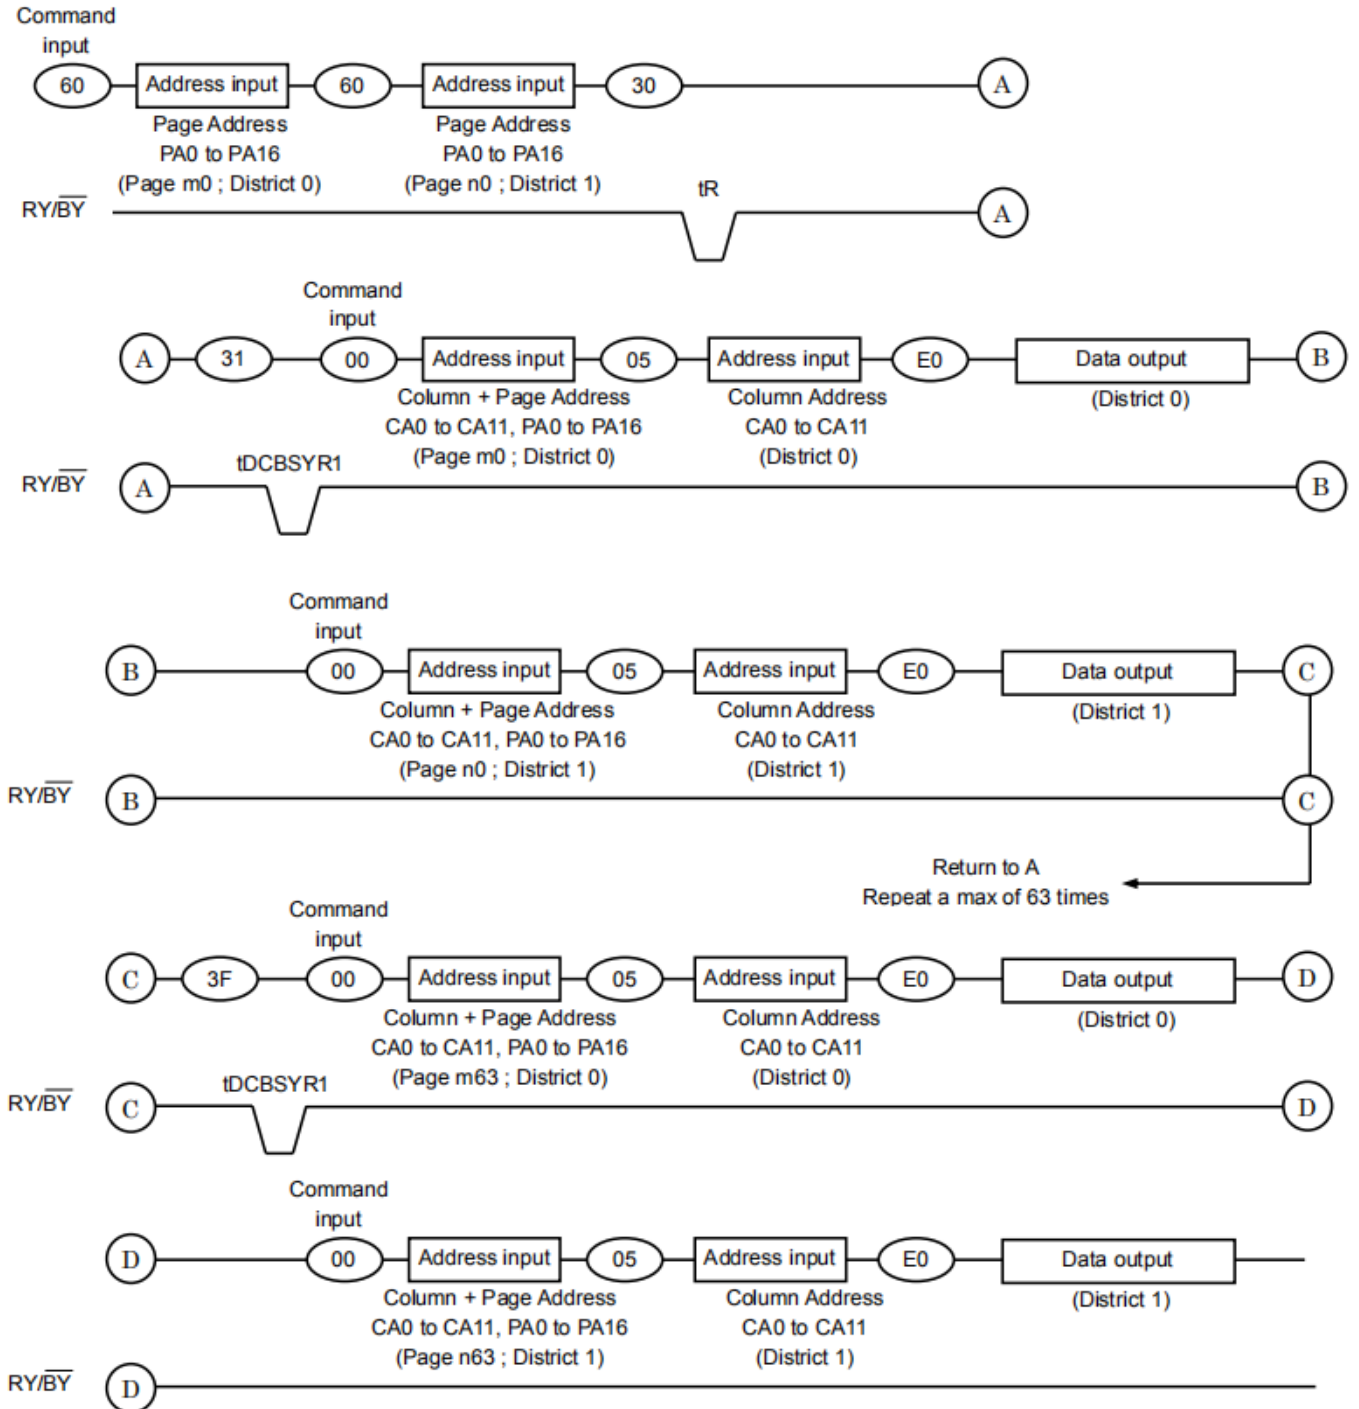 Command
input
60 Address input 60 Address input 30 A
Page Address Page Address
PA0 to PA16 PA0 to PA16
(Page m0 ; District 0) (Page n0 ; District 1) tR
RY/BY A
Command
input
A 31 00 Address input 05 Address input E0 Data output B
Column + Page Address Column Address (District 0)
CA0 to CA11, PA0 to PA16 CA0 to CA11
(Page m0 ; District 0) (District 0)
tDCBSYR1
RY/BY A B
Command
input
B 00 Address input 05 Address input E0 Data output C
Column + Page Address Column Address (District 1)
CA0 to CA11, PA0 to PA16 CA0 to CA11
(Page n0 ; District 1) (District 1)
RY/BY B C
Return to A
Repeat a max of 63 times
Command
input
C 3F 00 Address input 05 Address input E0 Data output D
Column + Page Address Column Address (District 0)
CA0 to CA11, PA0 to PA16 CA0 to CA11
(Page m63 ; District 0) (District 0)
tDCBSYR1
RY/BY C D
Command
input
D 00 Address input 05 Address input E0 Data output
Column + Page Address Column Address (District 1)
CA0 to CA11, PA0 to PA16 CA0 to CA11
(Page n63 ; District 1) (District 1)
RY/BY D